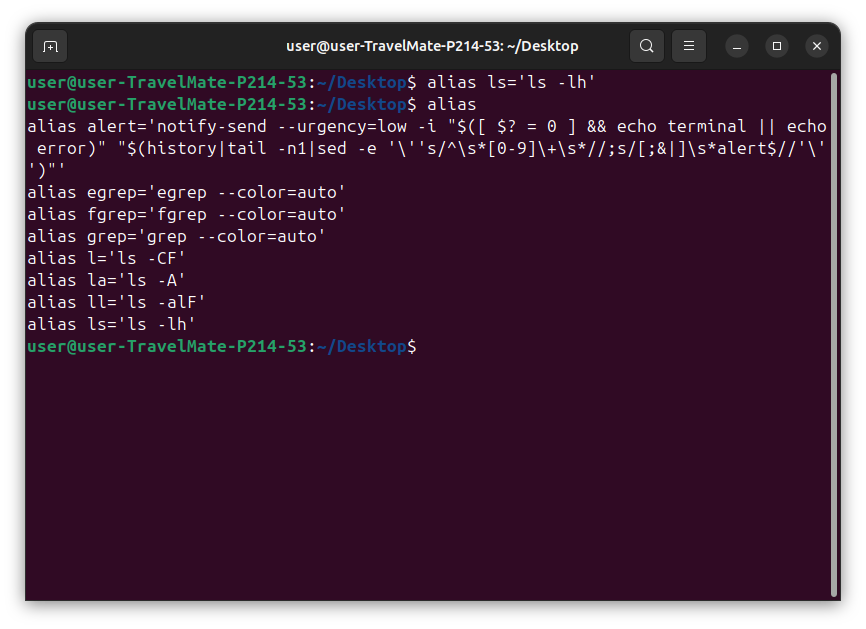 user@user-TravelMate-P214-53: ~/Desktop
user@user-TravelMate-P214-53:~/Desktop$ alias ls='ls -lh'
user@user-TravelMate-P214-53:~/Desktop$ alias
alias alert='notify-send --urgency=low -i "$([ $? = 0 ] && echo terminal || echo
 error)" "$(history|tail -n1|sed -e '\''s/^\s*[0-9]\+\s*//;s/[;&|]\s*alert$//'\'
')"'
alias egrep='egrep --color=auto'
alias fgrep='fgrep --color=auto'
alias grep='grep --color=auto'
alias l='ls -CF'
alias la='ls -A'
alias ll='ls -alF'
alias ls='ls -lh'
user@user-TravelMate-P214-53:~/Desktop$